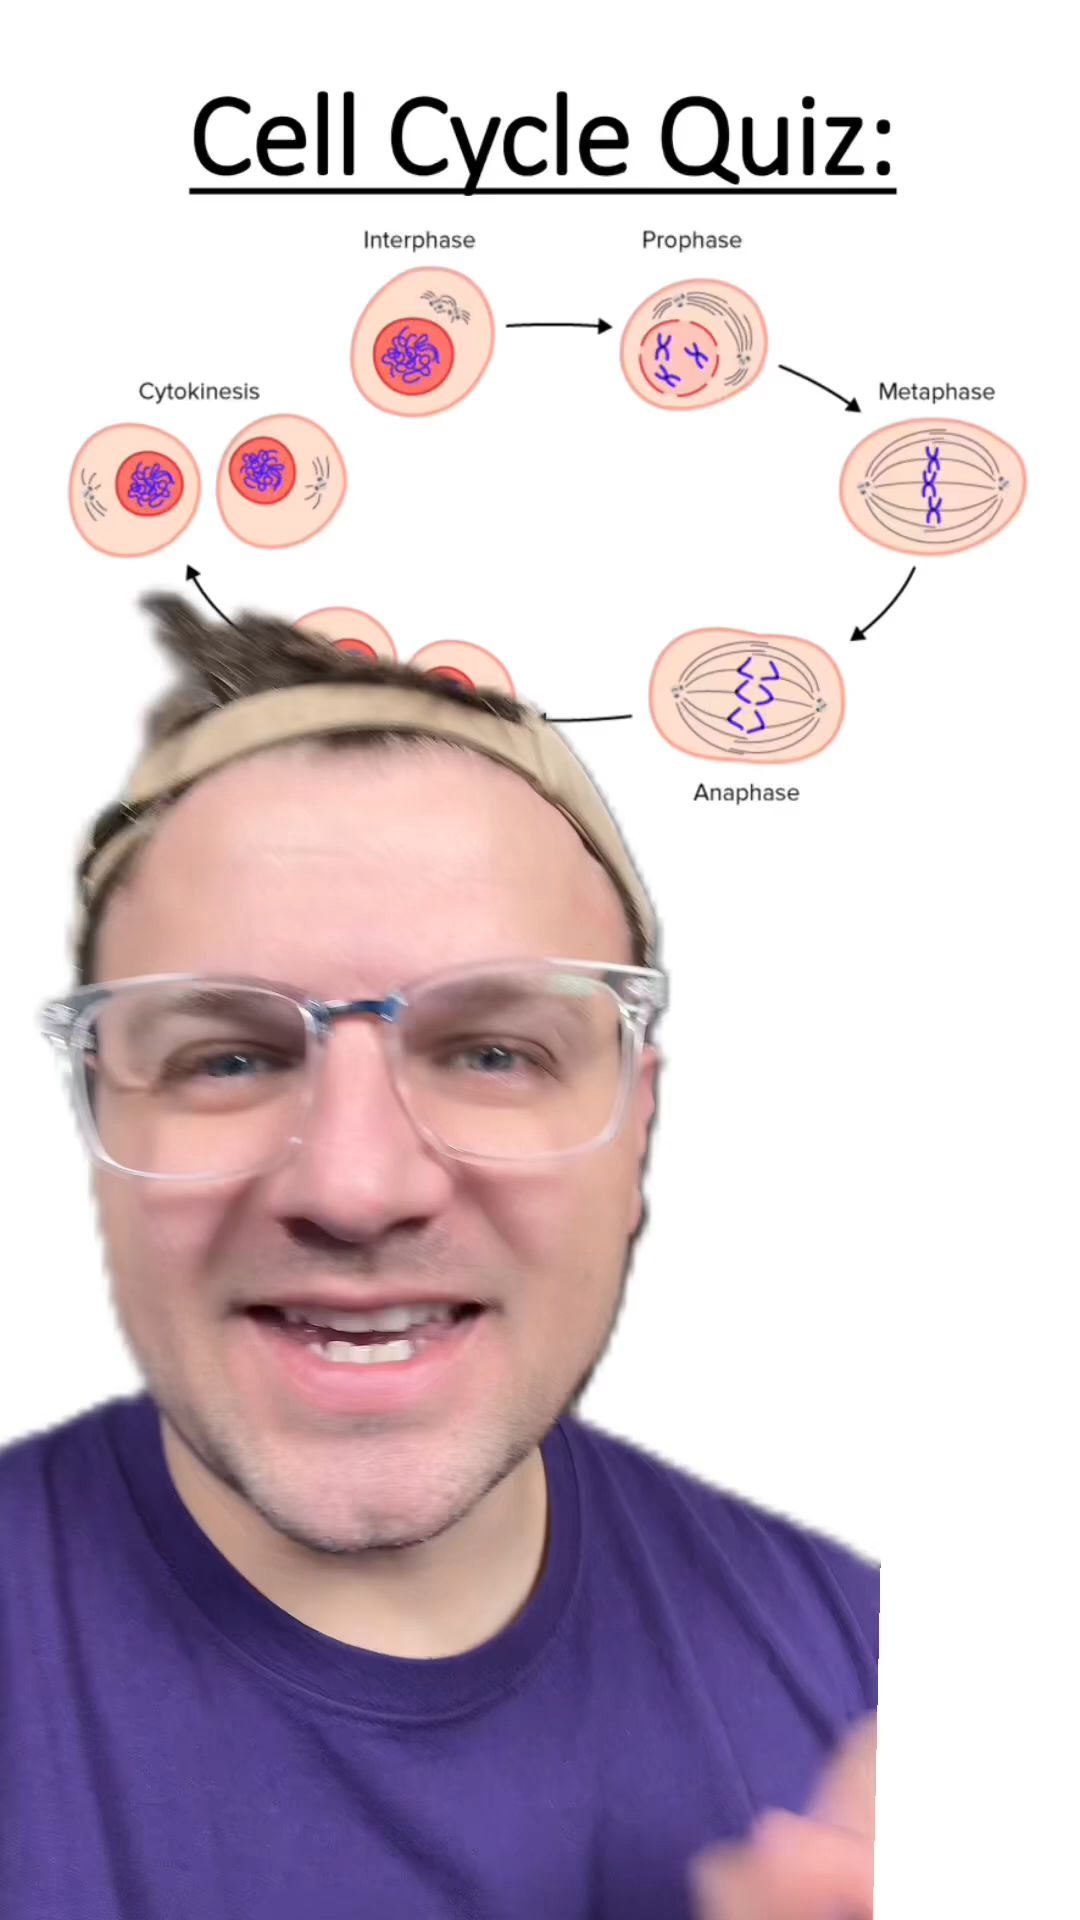 Cell Cycle Quiz:
Interphase
Prophase
Cytokinesis
Metaphase
Anaphase